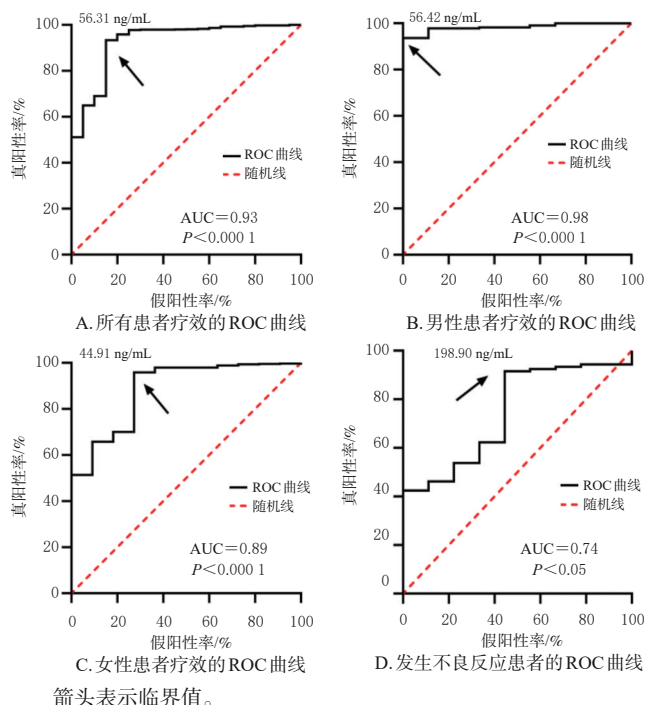 56.31 ng/mL
100
80
60
40
20
0
真阳性率/%
ROC曲线
随机线
AUC＝0.93
P＜0.000 1
0 20 40 60 80 100
假阳性率/%
A.所有患者疗效的ROC曲线
56.42 ng/mL
100
80
60
40
20
0
真阳性率/%
ROC曲线
随机线
AUC＝0.98
P＜0.000 1
0 20 40 60 80 100
假阳性率/%
B.男性患者疗效的ROC曲线
44.91 ng/mL
100
80
60
40
20
0
真阳性率/%
ROC曲线
随机线
AUC＝0.89
P＜0.000 1
0 20 40 60 80 100
假阳性率/%
C.女性患者疗效的ROC曲线
198.90 ng/mL
100
80
60
40
20
0
真阳性率/%
ROC曲线
随机线
AUC＝0.74
P＜0.05
0 20 40 60 80 100
假阳性率/%
D.发生不良反应患者的ROC曲线
箭头表示临界值。